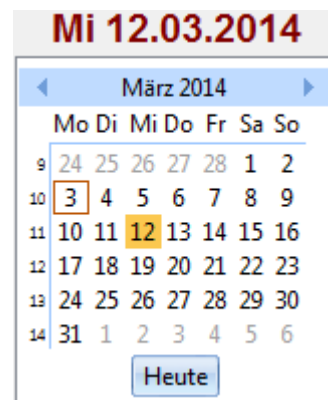 Mi 12.03.2014
März 2014
Mo Di Mi Do Fr Sa So
9 24 25 26 27 28 1 2
10 3 4 5 6 7 8 9
11 10 11 12 13 14 15 16
12 17 18 19 20 21 22 23
13 24 25 26 27 28 29 30
14 31 1 2 3 4 5 6
Heute